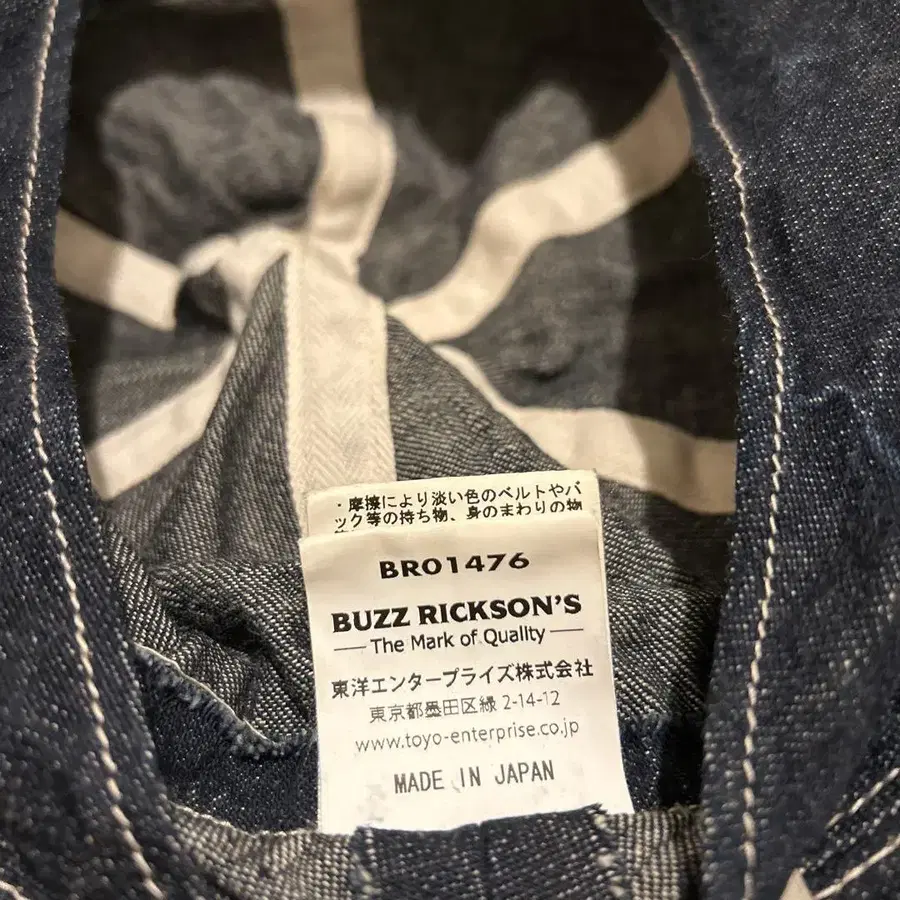 ・摩擦により淡い色のベルトやバ
ック等の持ち物、身のまわりの物
BR01476
BUZZ RICKSON'S
The Mark of Quality
東洋エンタープライズ株式会社
東京都墨田区緑 2-14-12
www.toyo-enterprise.co.jp
MADE IN JAPAN